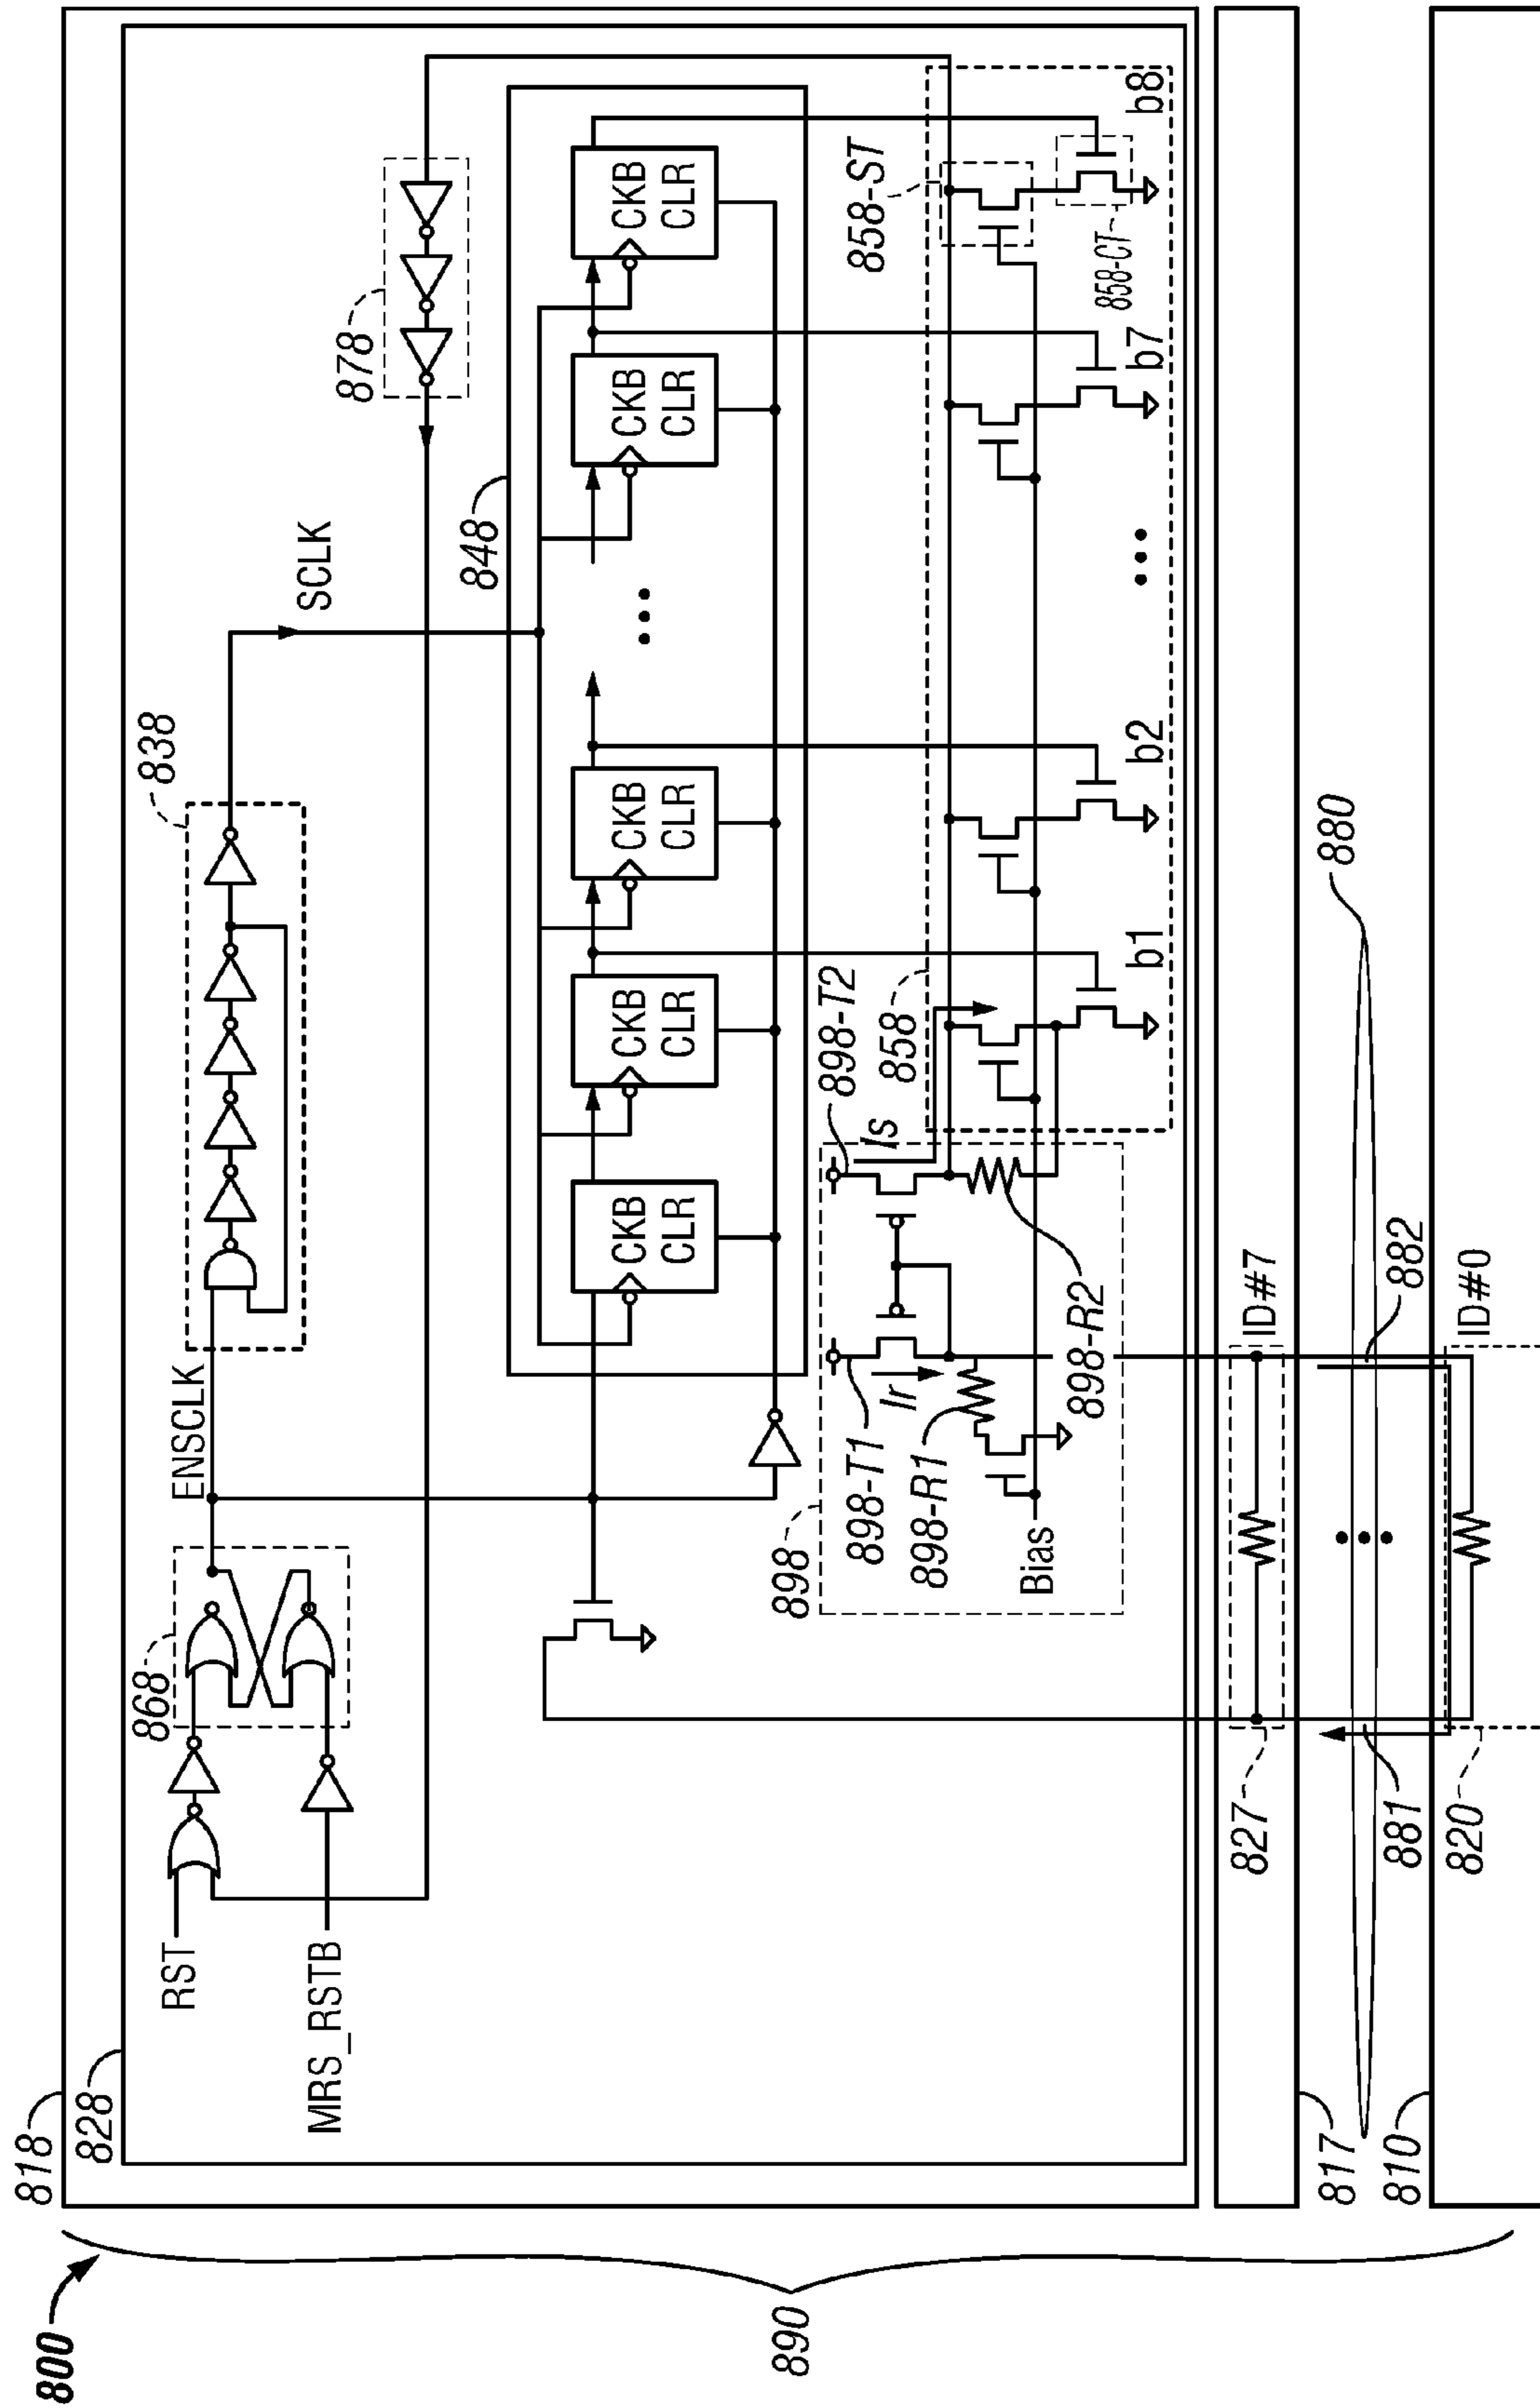 800
890
818
828
RST
MRS_RSTB
868
ENSCLK
838
SCLK
878
848
CKB
CLR
CKB
CLR
CKB
CLR
CKB
CLR
CKB
CLR
898
898-T1
Ir
898-R1
Bias
898-R2
Is
898-T2
858
858-ST
858-CT
b1
b2
b7
b8
827
ID#7
817
881
882
880
810
820
ID#0